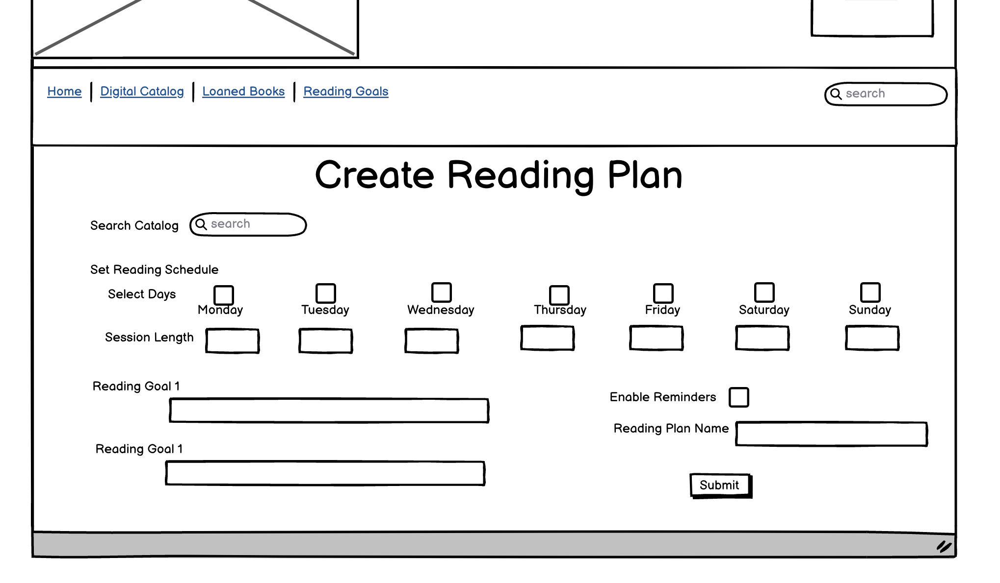 Home Digital Catalog Loaned Books Reading Goals search
Create Reading Plan
Search Catalog search
Set Reading Schedule
Select Days
Monday Tuesday Wednesday Thursday Friday Saturday Sunday
Session Length
Reading Goal 1
Enable Reminders
Reading Plan Name
Reading Goal 1
Submit